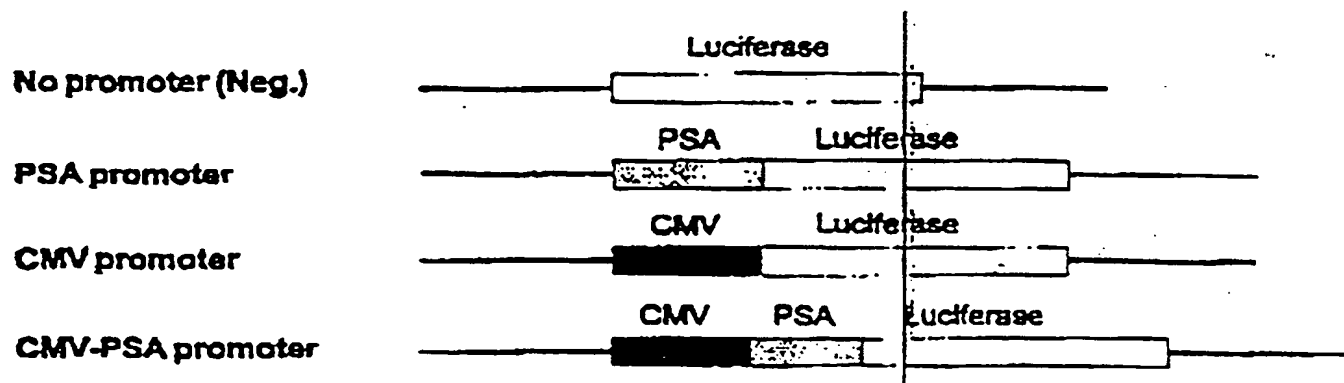 Luciferase
No promoter (Neg.)
PSA Luciferase
PSA promoter
CMV Luciferase
CMV promoter
CMV PSA Luciferase
CMV-PSA promoter